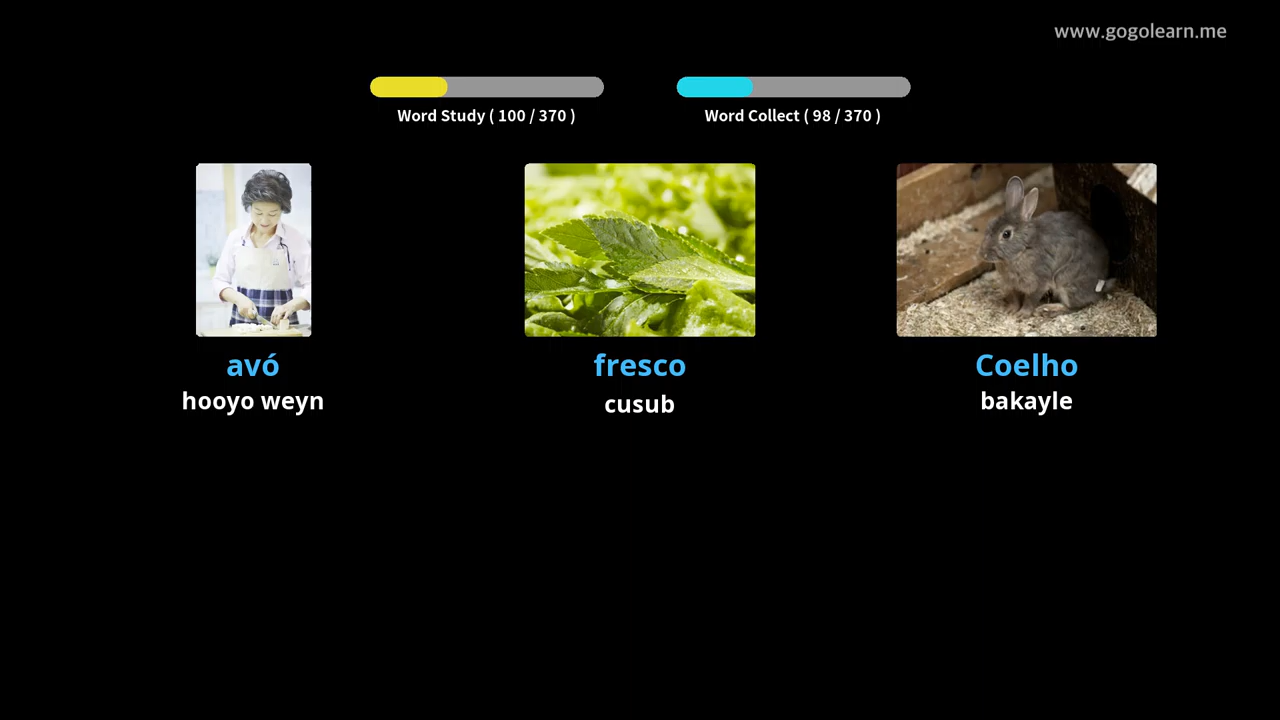 www.gogolearn.me
Word Study ( 100 / 370 )
Word Collect ( 98 / 370 )
avó
hooyo weyn
fresco
cusub
Coelho
bakayle